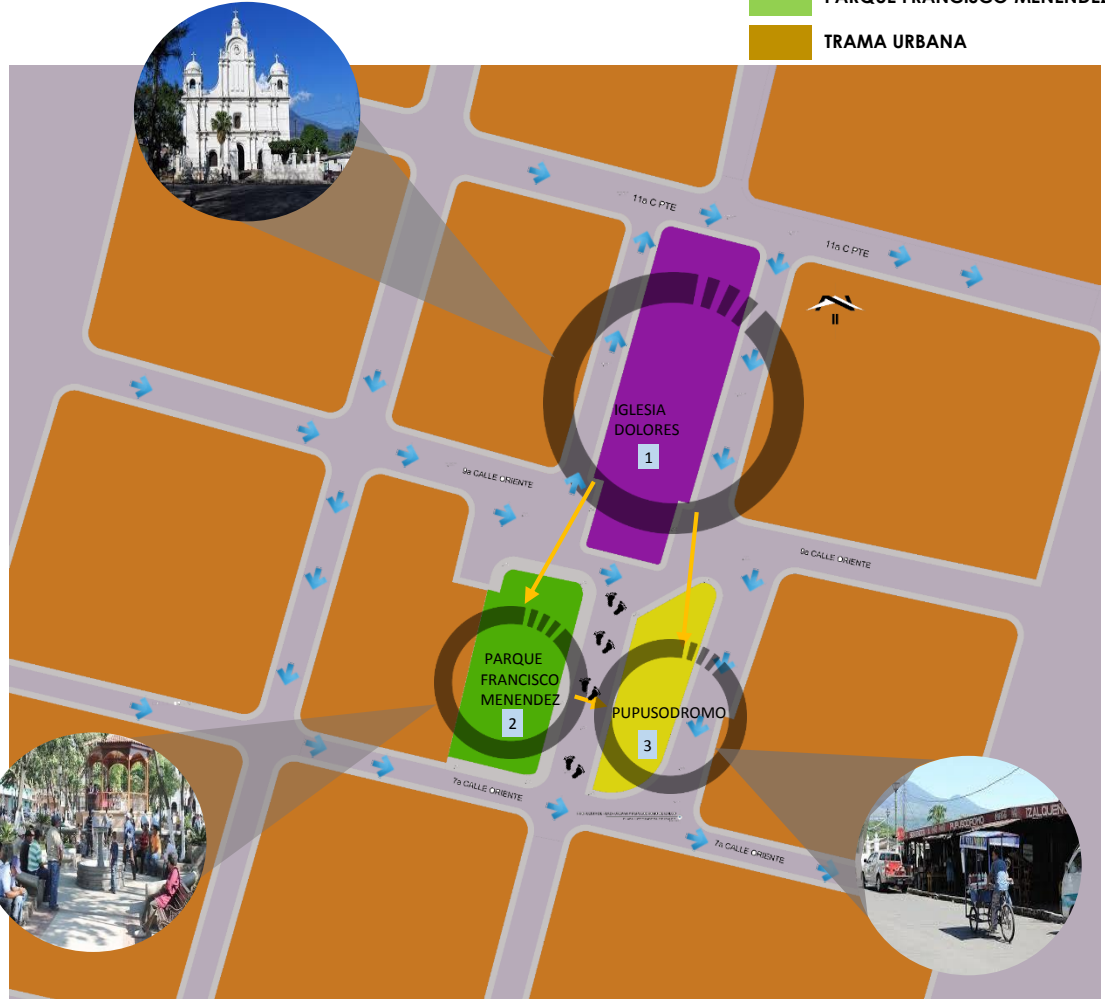 PARQUE FRANCISCO MENENDEZ
TRAMA URBANA
11a C PTE
11a C PTE
II
IGLESIA
DOLORES
1
9a CALLE ORIENTE
9a CALLE ORIENTE
PARQUE
FRANCISCO
MENENDEZ
2
PUPUSODROMO
3
7a CALLE ORIENTE
7a CALLE ORIENTE
PUPUSODROMO
IZALQUEÑ